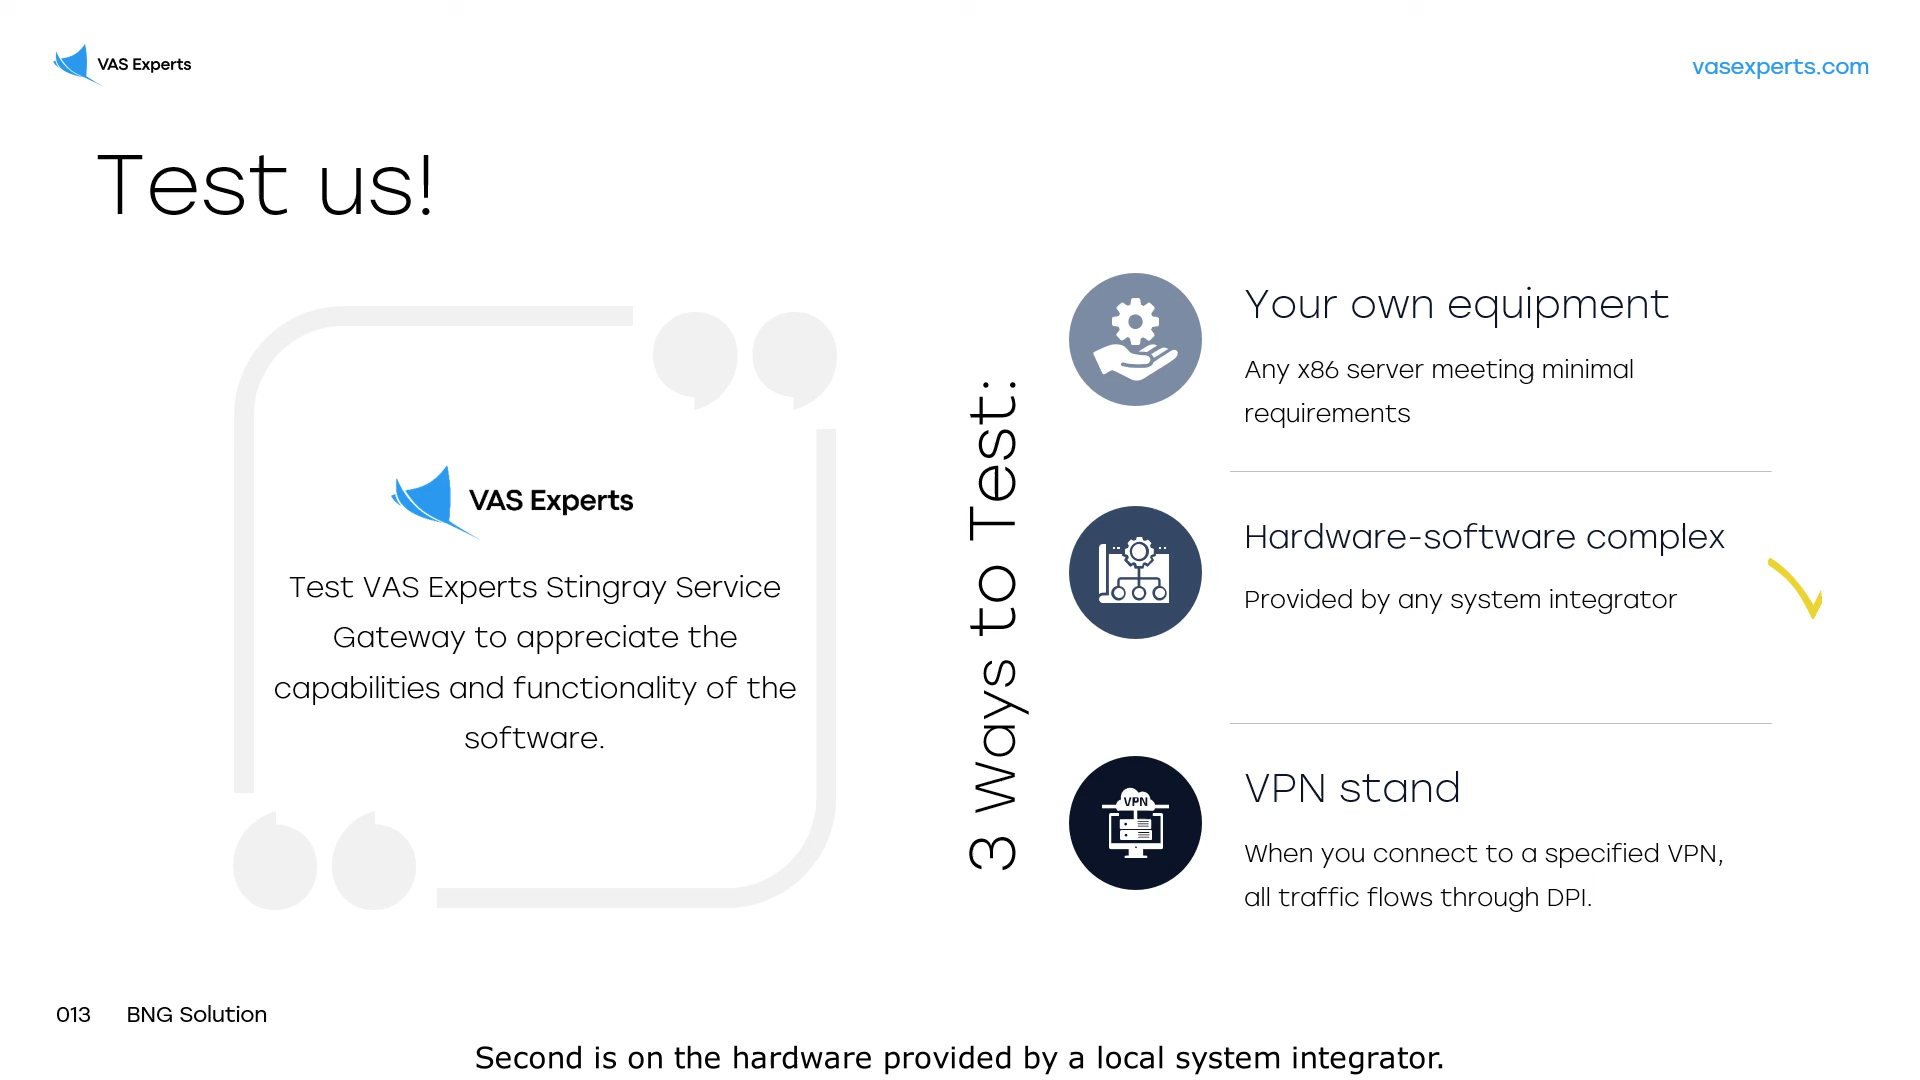 VAS Experts
vasexperts.com
Test us!
VAS Experts
Test VAS Experts Stingray Service
Gateway to appreciate the
capabilities and functionality of the
software.
3 Ways to Test:
Your own equipment
Any x86 server meeting minimal
requirements
Hardware-software complex
Provided by any system integrator
VPN
VPN stand
When you connect to a specified VPN,
all traffic flows through DPI.
013 BNG Solution
Second is on the hardware provided by a local system integrator.